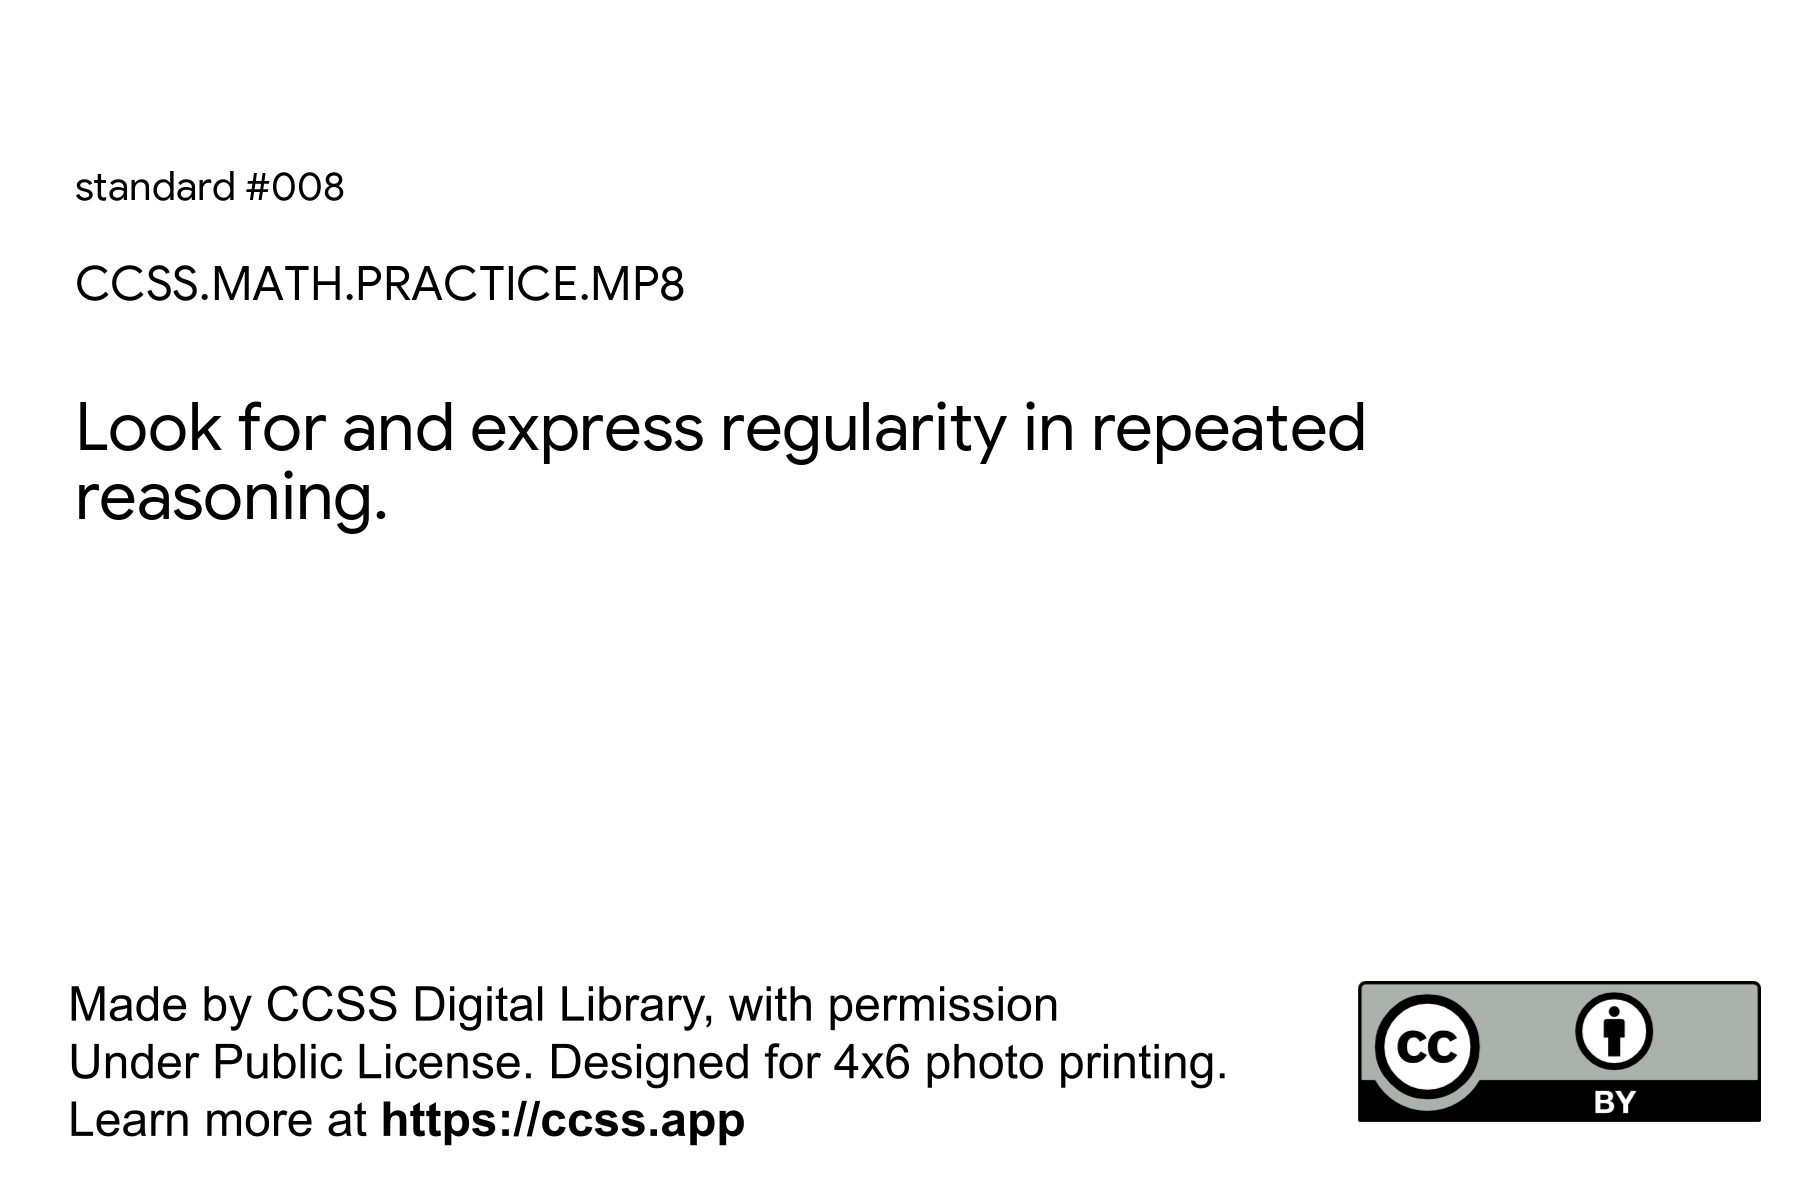 standard #008
CCSS.MATH.PRACTICE.MP8
Look for and express regularity in repeated
reasoning.
Made by CCSS Digital Library, with permission
Under Public License. Designed for 4x6 photo printing.
Learn more at https://ccss.app
cc
BY